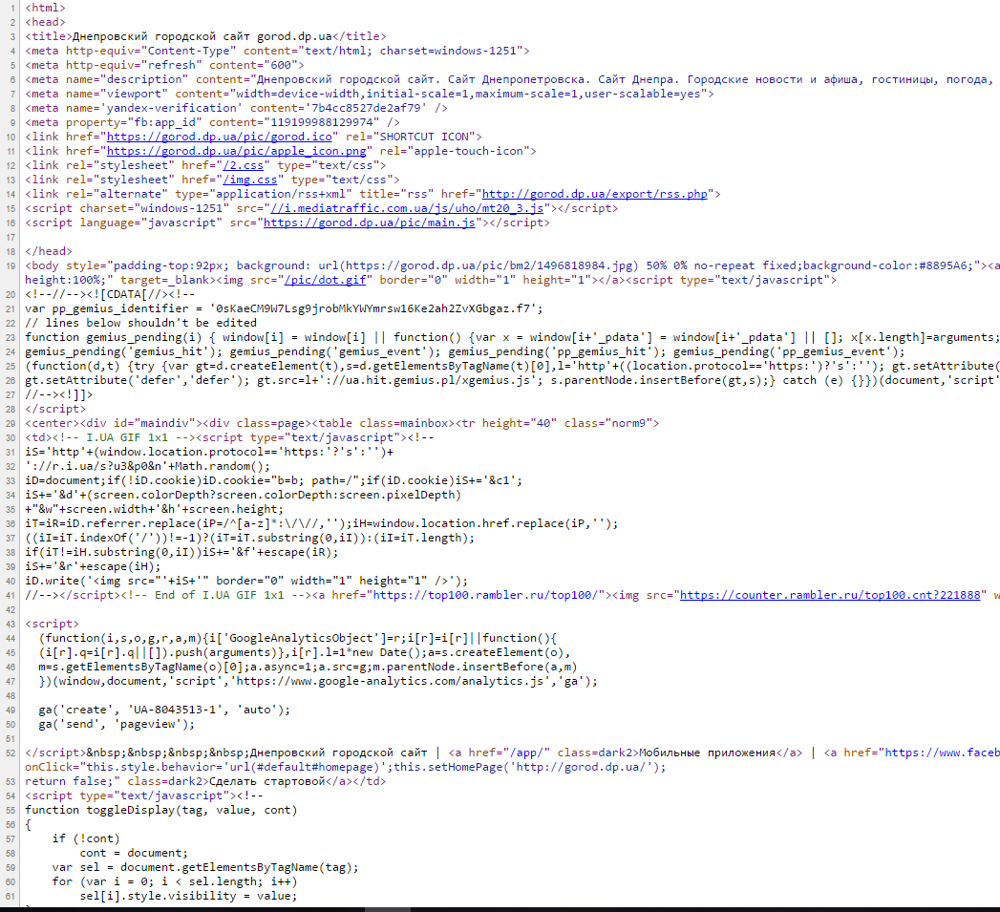 1 <html>
2 <head>
3 <title>Днепровский городской сайт gorod.dp.ua</title>
4 <meta http-equiv="Content-Type" content="text/html; charset=windows-1251">
5 <meta http-equiv="refresh" content="600">
6 <meta name="description" content="Днепровский городской сайт. Сайт Днепропетровска. Сайт Днепра. Городские новости и афиша, гостиницы, погода,
7 <meta name="viewport" content="width=device-width,initial-scale=1,maximum-scale=1,user-scalable=yes">
8 <meta name='yandex-verification' content='7b4cc8527de2af79' />
9 <meta property="fb:app_id" content="119199988129974" />
10 <link href="https://gorod.dp.ua/pic/gorod.ico" rel="SHORTCUT ICON">
11 <link href="https://gorod.dp.ua/pic/apple_icon.png" rel="apple-touch-icon">
12 <link rel="stylesheet" href="/2.css" type="text/css">
13 <link rel="stylesheet" href="/img.css" type="text/css">
14 <link rel="alternate" type="application/rss+xml" title="rss" href="http://gorod.dp.ua/export/rss.php">
15 <script charset="windows-1251" src="//i.mediatraffic.com.ua/js/uho/mt20_3.js"></script>
16 <script language="javascript" src="https://gorod.dp.ua/pic/main.js"></script>
17
18 </head>
19 <body style="padding-top:92px; background: url(https://gorod.dp.ua/pic/bm2/1496818984.jpg) 50% 0% no-repeat fixed;background-color:#8895A6;"><a
height:100%;" target=_blank><img src="/pic/dot.gif" border="0" width="1" height="1"></a><script type="text/javascript">
20 <!--//--><![CDATA[//><!--
21 var pp_gemius_identifier = '0sKaeCM9W7Lsg9jrobMkYWYmrsw16Ke2ah2ZvXGbgaz.f7';
22 // lines below shouldn't be edited
23 function gemius_pending(i) { window[i] = window[i] || function() {var x = window[i+'_pdata'] = window[i+'_pdata'] || []; x[x.length]=arguments;
24 gemius_pending('gemius_hit'); gemius_pending('gemius_event'); gemius_pending('pp_gemius_hit'); gemius_pending('pp_gemius_event');
25 (function(d,t) {try {var gt=d.createElement(t),s=d.getElementsByTagName(t)[0],l='http'+((location.protocol=='https:')?'s':''); gt.setAttribute(
26 gt.setAttribute('defer','defer'); gt.src=l+'://ua.hit.gemius.pl/xgemius.js'; s.parentNode.insertBefore(gt,s);} catch (e) {}})(document,'script'
27 //--><!]]>
28 </script>
29 <center><div id="maindiv"><div class=page><table class=mainbox><tr height="40" class="norm9">
30 <td><!-- I.UA GIF 1x1 --><script type="text/javascript"><!--
31 iS='http'+(window.location.protocol=='https:'?'s':'')+
32 '://r.i.ua/s?u3&p0&n'+Math.random();
33 iD=document;if(!iD.cookie)iD.cookie="b=b; path=/";if(iD.cookie)iS+='&c1';
34 iS+='&d'+(screen.colorDepth?screen.colorDepth:screen.pixelDepth)
35 +"&w"+screen.width+'&h'+screen.height;
36 iT=iR=iD.referrer.replace(iP=/^[a-z]*:\/\//,'');iH=window.location.href.replace(iP,'');
37 ((iI=iT.indexOf('/'))!=-1)?(iT=iT.substring(0,iI)):(iI=iT.length);
38 if(iT!=iH.substring(0,iI))iS+='&f'+escape(iR);
39 iS+='&r'+escape(iH);
40 iD.write('<img src="'+iS+'" border="0" width="1" height="1" />');
41 //--></script><!-- End of I.UA GIF 1x1 --><a href="https://top100.rambler.ru/top100/"><img src="https://counter.rambler.ru/top100.cnt?221888" w
42
43 <script>
44 (function(i,s,o,g,r,a,m){i['GoogleAnalyticsObject']=r;i[r]=i[r]||function(){
45 (i[r].q=i[r].q||[]).push(arguments)},i[r].l=1*new Date();a=s.createElement(o),
46 m=s.getElementsByTagName(o)[0];a.async=1;a.src=g;m.parentNode.insertBefore(a,m)
47 })(window,document,'script','https://www.google-analytics.com/analytics.js','ga');
48
49 ga('create', 'UA-8043513-1', 'auto');
50 ga('send', 'pageview');
51
52 </script>&nbsp;&nbsp;&nbsp;&nbsp;Днепровский городской сайт | <a href="/app/" class=dark2>Мобильные приложения</a> | <a href="https://www.faceb
onClick="this.style.behavior='url(#default#homepage)';this.setHomePage('http://gorod.dp.ua/');
53 return false;" class=dark2>Сделать стартовой</a></td>
54 <script type="text/javascript"><!--
55 function toggleDisplay(tag, value, cont)
56 {
57 if (!cont)
58 cont = document;
59 var sel = document.getElementsByTagName(tag);
60 for (var i = 0; i < sel.length; i++)
61 sel[i].style.visibility = value;